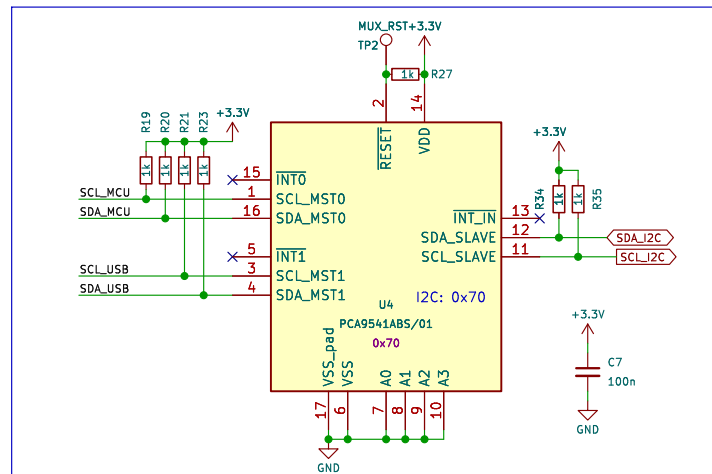 MUX_RST +3.3V
TP2
1k R27
2
14
RESET
VDD
R19
R20
R21
R23
+3.3V
1k
1k
1k
1k
15 INT0
SCL_MCU 1 SCL_MST0
SDA_MCU 16 SDA_MST0
5 INT1
SCL_USB 3 SCL_MST1
SDA_USB 4 SDA_MST1
+3.3V
R34
1k
1k
R35
INT_IN 13
SDA_SLAVE 12 SDA_I2C
SCL_SLAVE 11 SCL_I2C
I2C: 0x70
U4
PCA9541ABS/01
0x70
VSS_pad
VSS
A0
A1
A2
A3
17
6
7
8
9
10
GND
+3.3V
C7
100n
GND